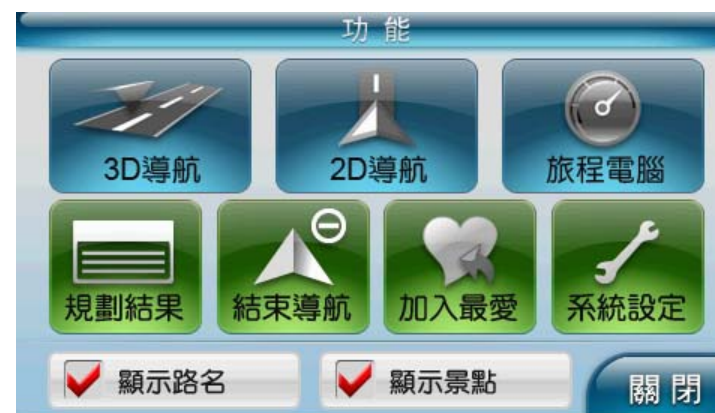 功能
3D導航
2D導航
旅程電腦
規劃結果
結束導航
加入最愛
系統設定
顯示路名
顯示景點
關閉